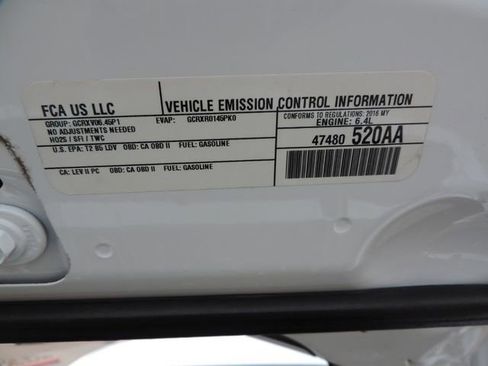 FCA US LLC
VEHICLE EMISSION CONTROL INFORMATION
GROUP: GCRXV06.45P1 EVAP: GCRXR0145PK0
NO ADJUSTMENTS NEEDED
HO2S / SFI / TWC
CONFORMS TO REGULATIONS: 2016 MY
ENGINE: 6.4L
47480 520AA
U.S. EPA: T2 B5 LDV OBD: CA OBD II FUEL: GASOLINE
CA: LEV II PC OBD: CA OBD II FUEL: GASOLINE